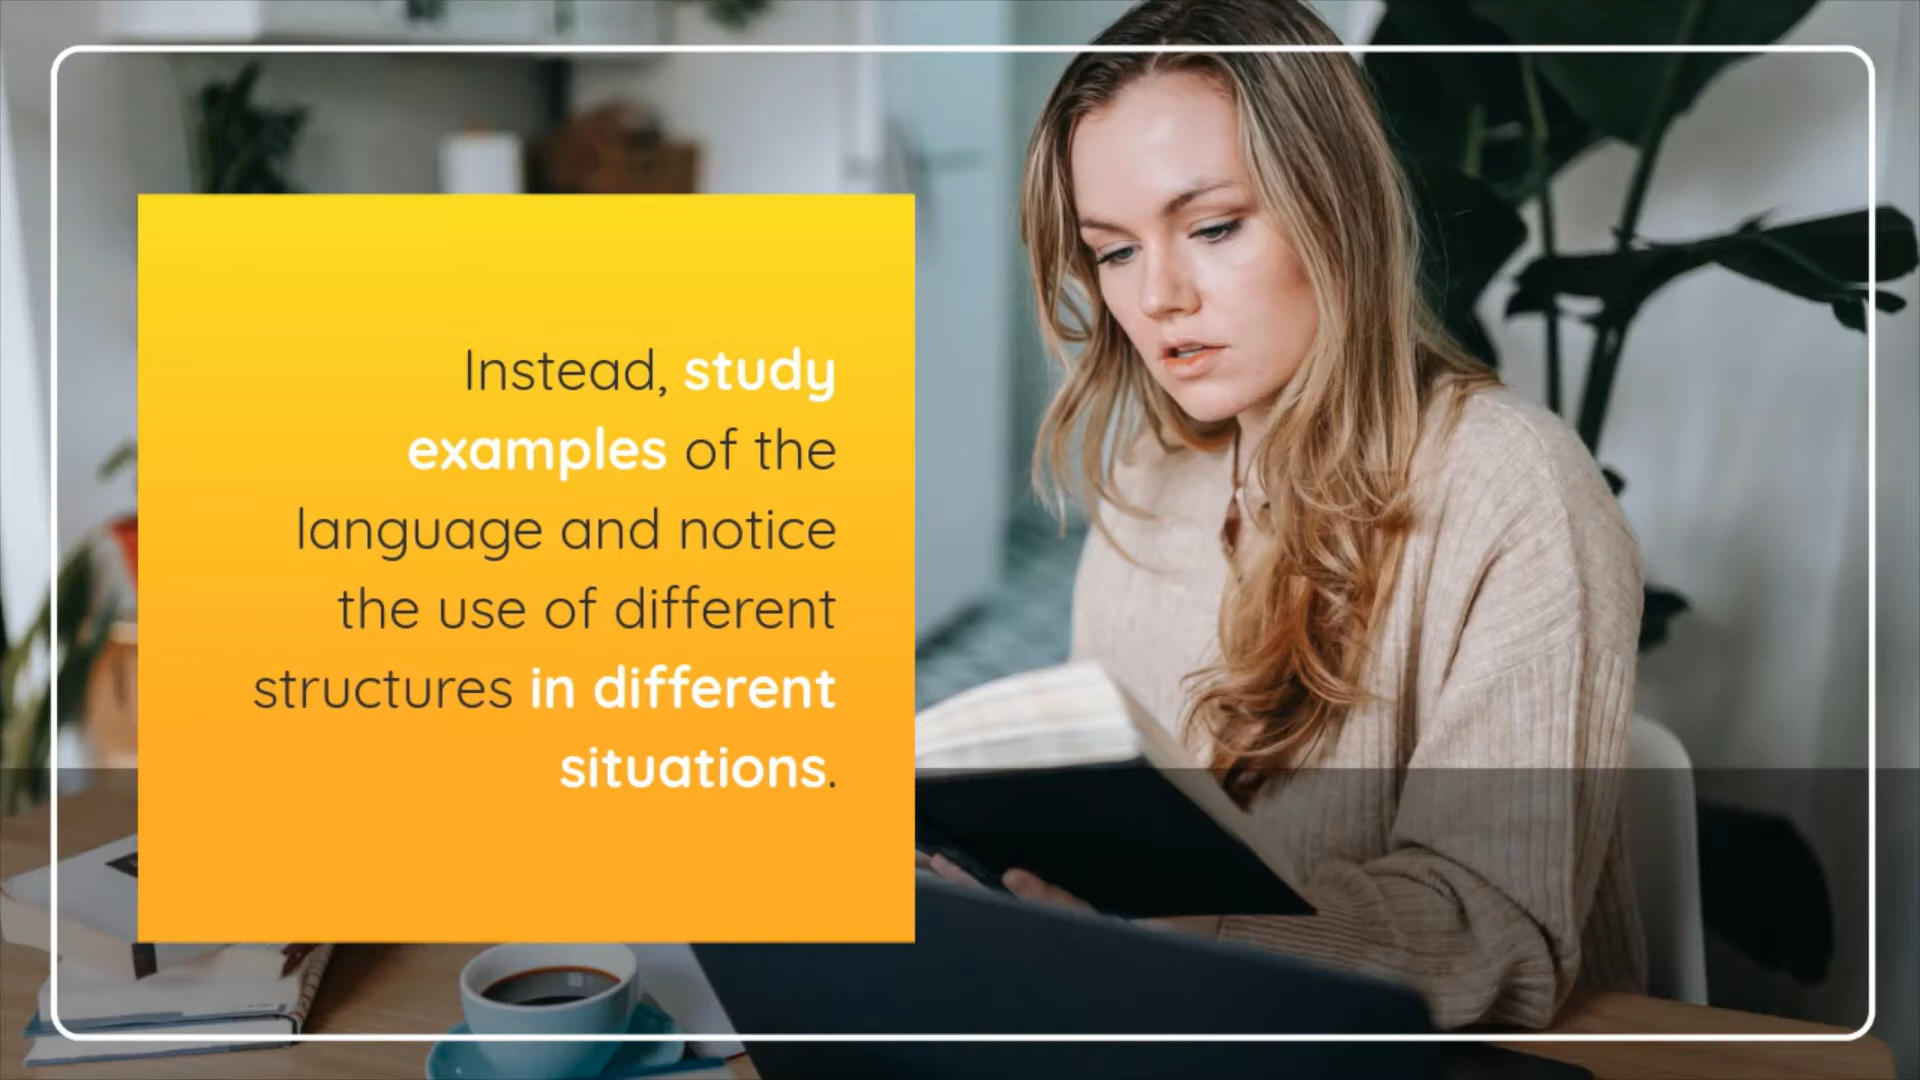 Instead, study
examples of the
language and notice
the use of different
structures in different
situations.